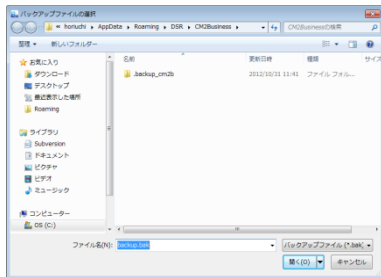 バックアップファイルの選択
« horiuchi ▸ AppData ▸ Roaming ▸ DSR ▸ CM2Business ▸
CM2Businessの検索
整理 ▼ 新しいフォルダー
お気に入り
ダウンロード
デスクトップ
最近表示した場所
Roaming
ライブラリ
Subversion
ドキュメント
ピクチャ
ビデオ
ミュージック
コンピューター
OS (C:)
名前 更新日時 種類 サイズ
.backup_cm2b 2012/10/31 11:41 ファイル フォル...
ファイル名(N): backup.bak
バックアップファイル (*.bak)
開く(O) キャンセル